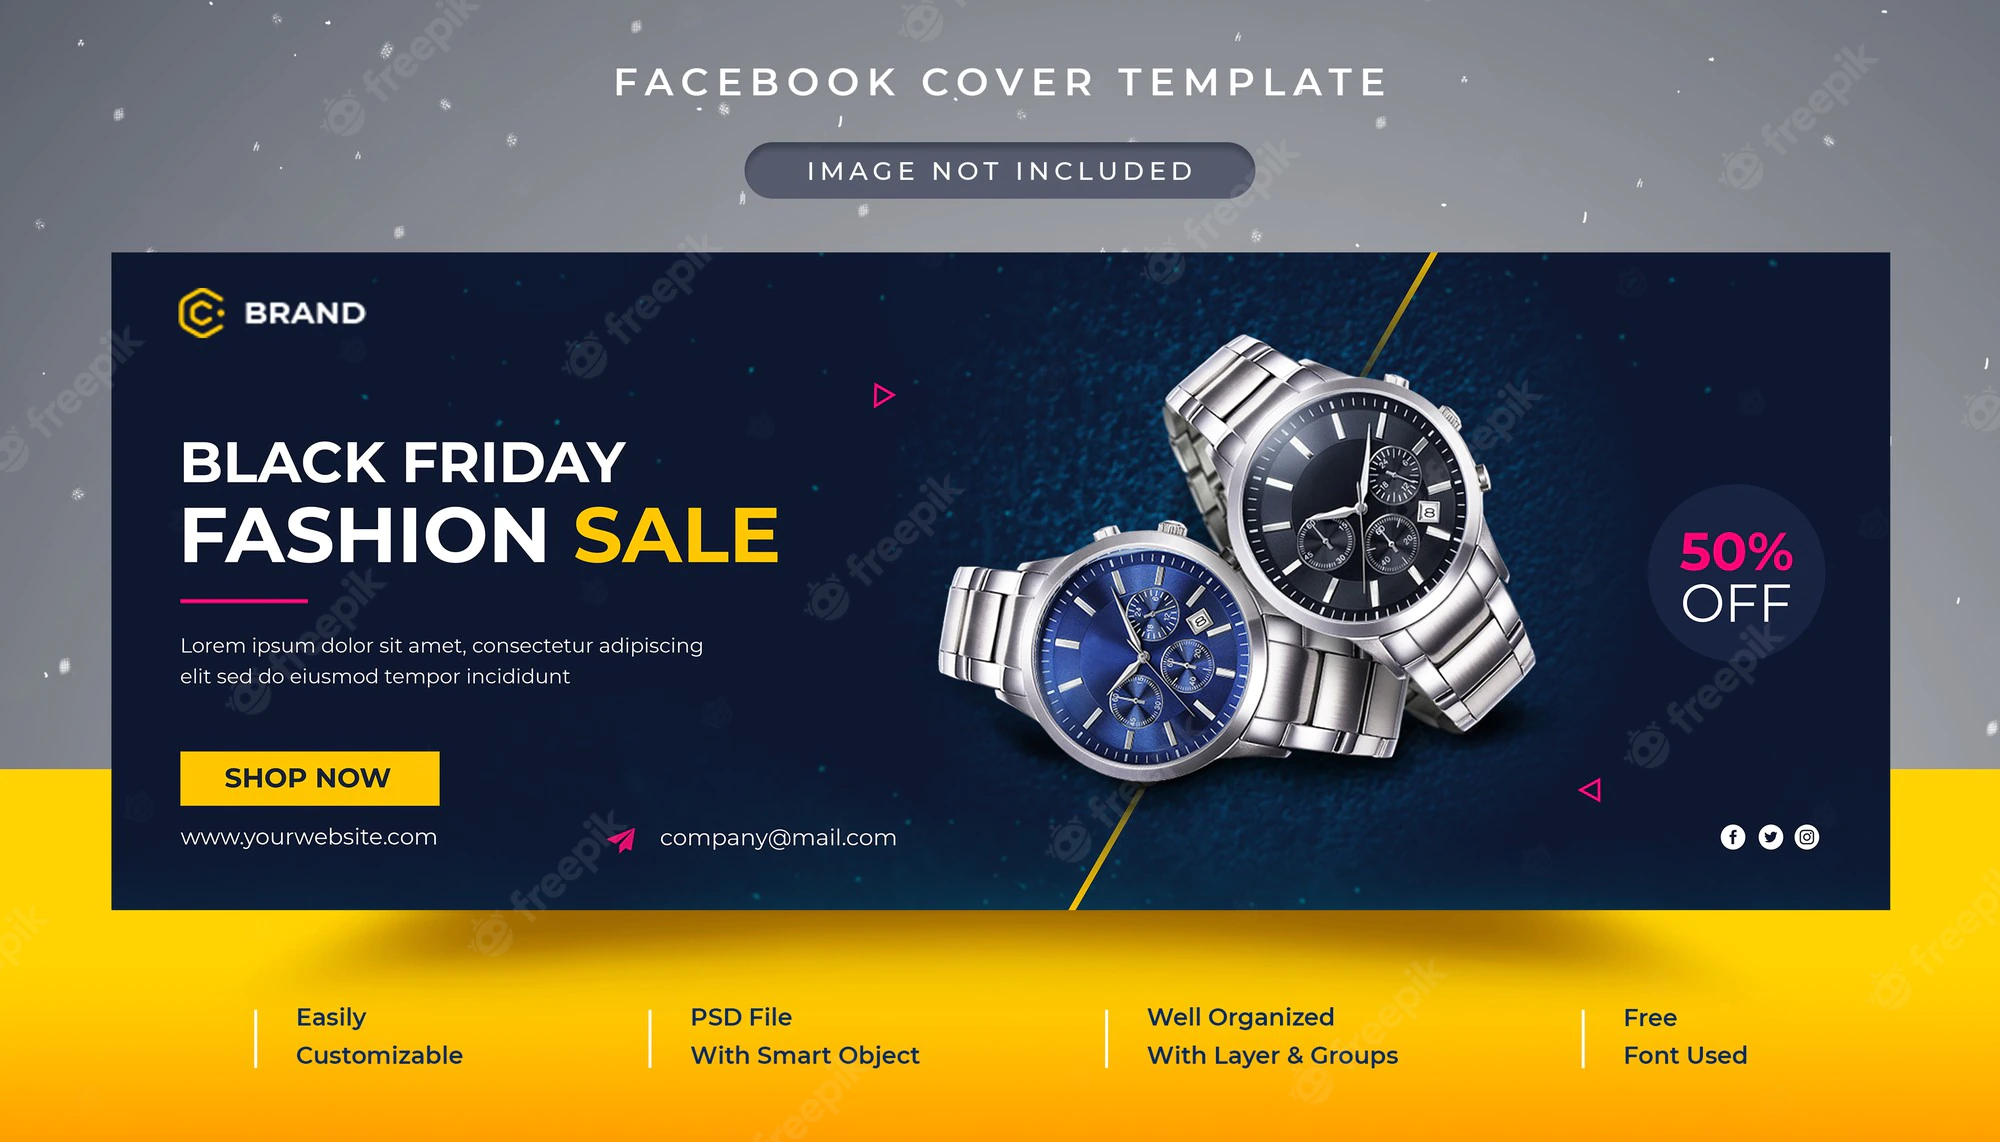 FACEBOOK COVER TEMPLATE
IMAGE NOT INCLUDED
BRAND
BLACK FRIDAY
FASHION SALE
Lorem ipsum dolor sit amet, consectetur adipiscing
elit sed do eiusmod tempor incididunt
SHOP NOW
www.yourwebsite.com
company@mail.com
50%
OFF
Easily
Customizable
PSD File
With Smart Object
Well Organized
With Layer & Groups
Free
Font Used
freepik